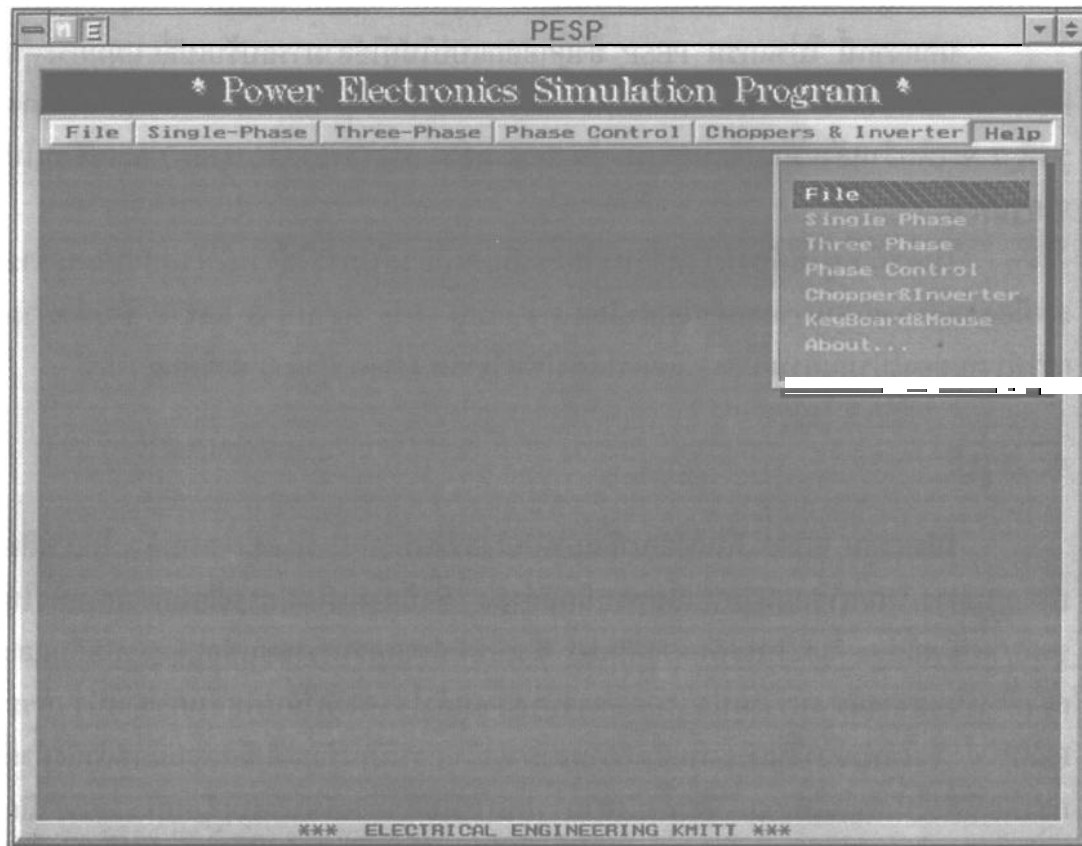 PESP
* Power Electronics Simulation Program *
File Single-Phase Three-Phase Phase Control Choppers & Inverter Help
File
Single Phase
Three Phase
Phase Control
Chopper&Inverter
KeyBoard&Mouse
About...
*** ELECTRICAL ENGINEERING KMITT ***